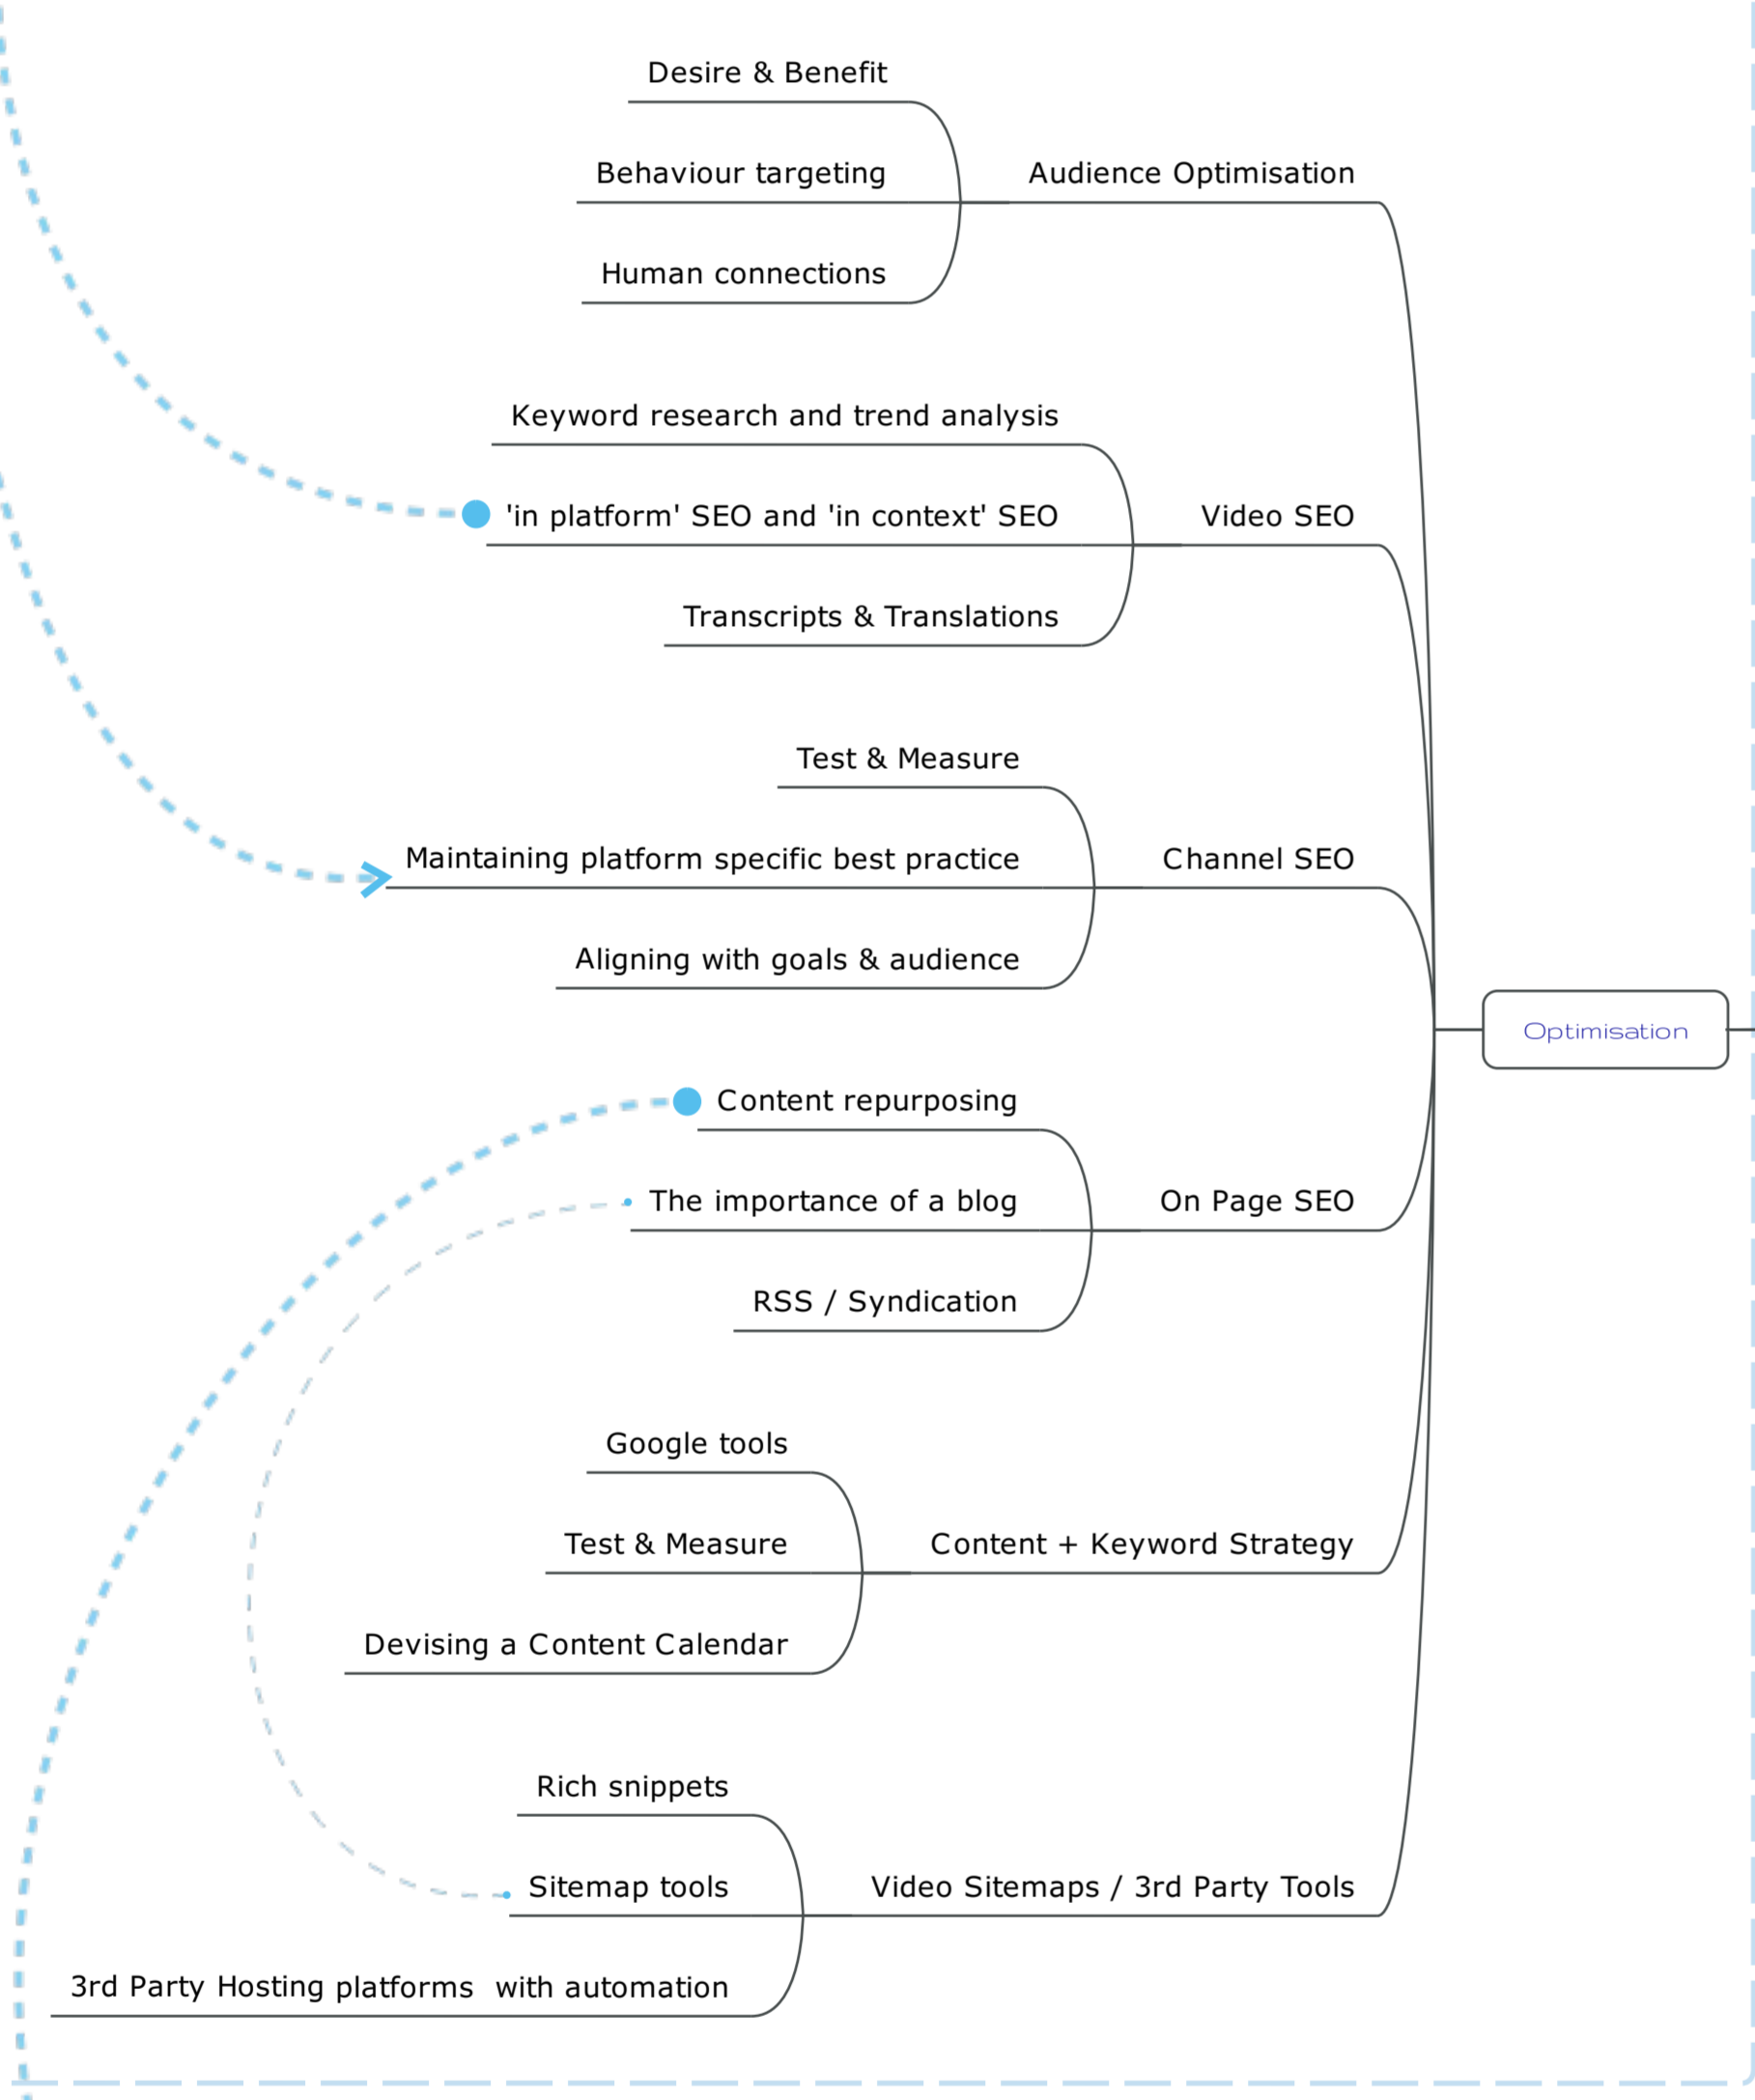 Desire & Benefit
Behaviour targeting
Audience Optimisation
Human connections
Keyword research and trend analysis
'in platform' SEO and 'in context' SEO
Video SEO
Transcripts & Translations
Test & Measure
Maintaining platform specific best practice
Channel SEO
Aligning with goals & audience
Optimisation
Content repurposing
The importance of a blog
On Page SEO
RSS / Syndication
Google tools
Test & Measure
Content + Keyword Strategy
Devising a Content Calendar
Rich snippets
Sitemap tools
Video Sitemaps / 3rd Party Tools
3rd Party Hosting platforms  with automation